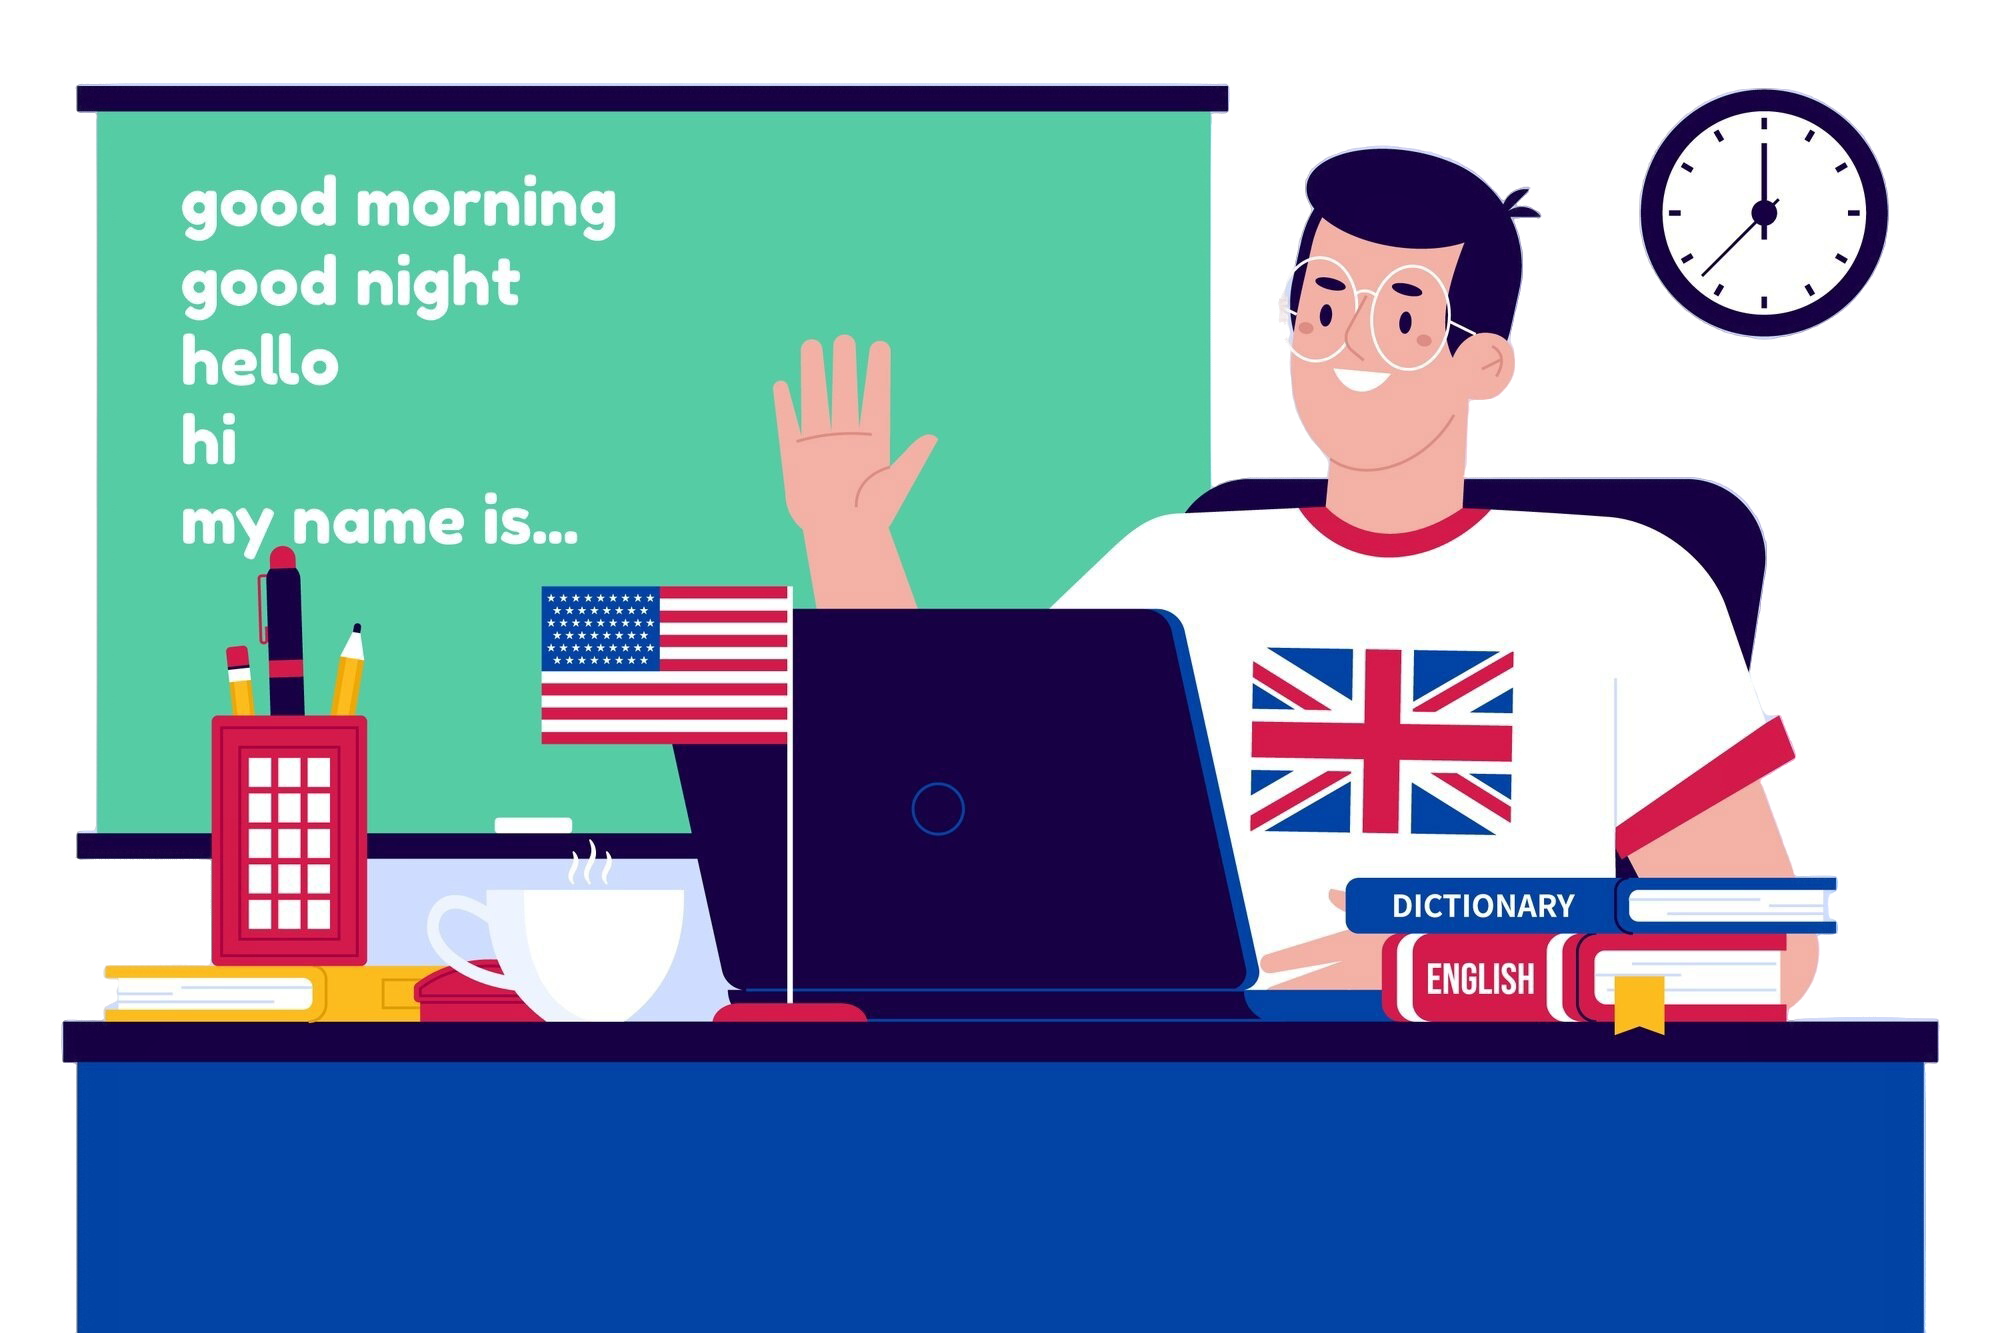 good morning
good night
hello
hi
my name is...
DICTIONARY
ENGLISH